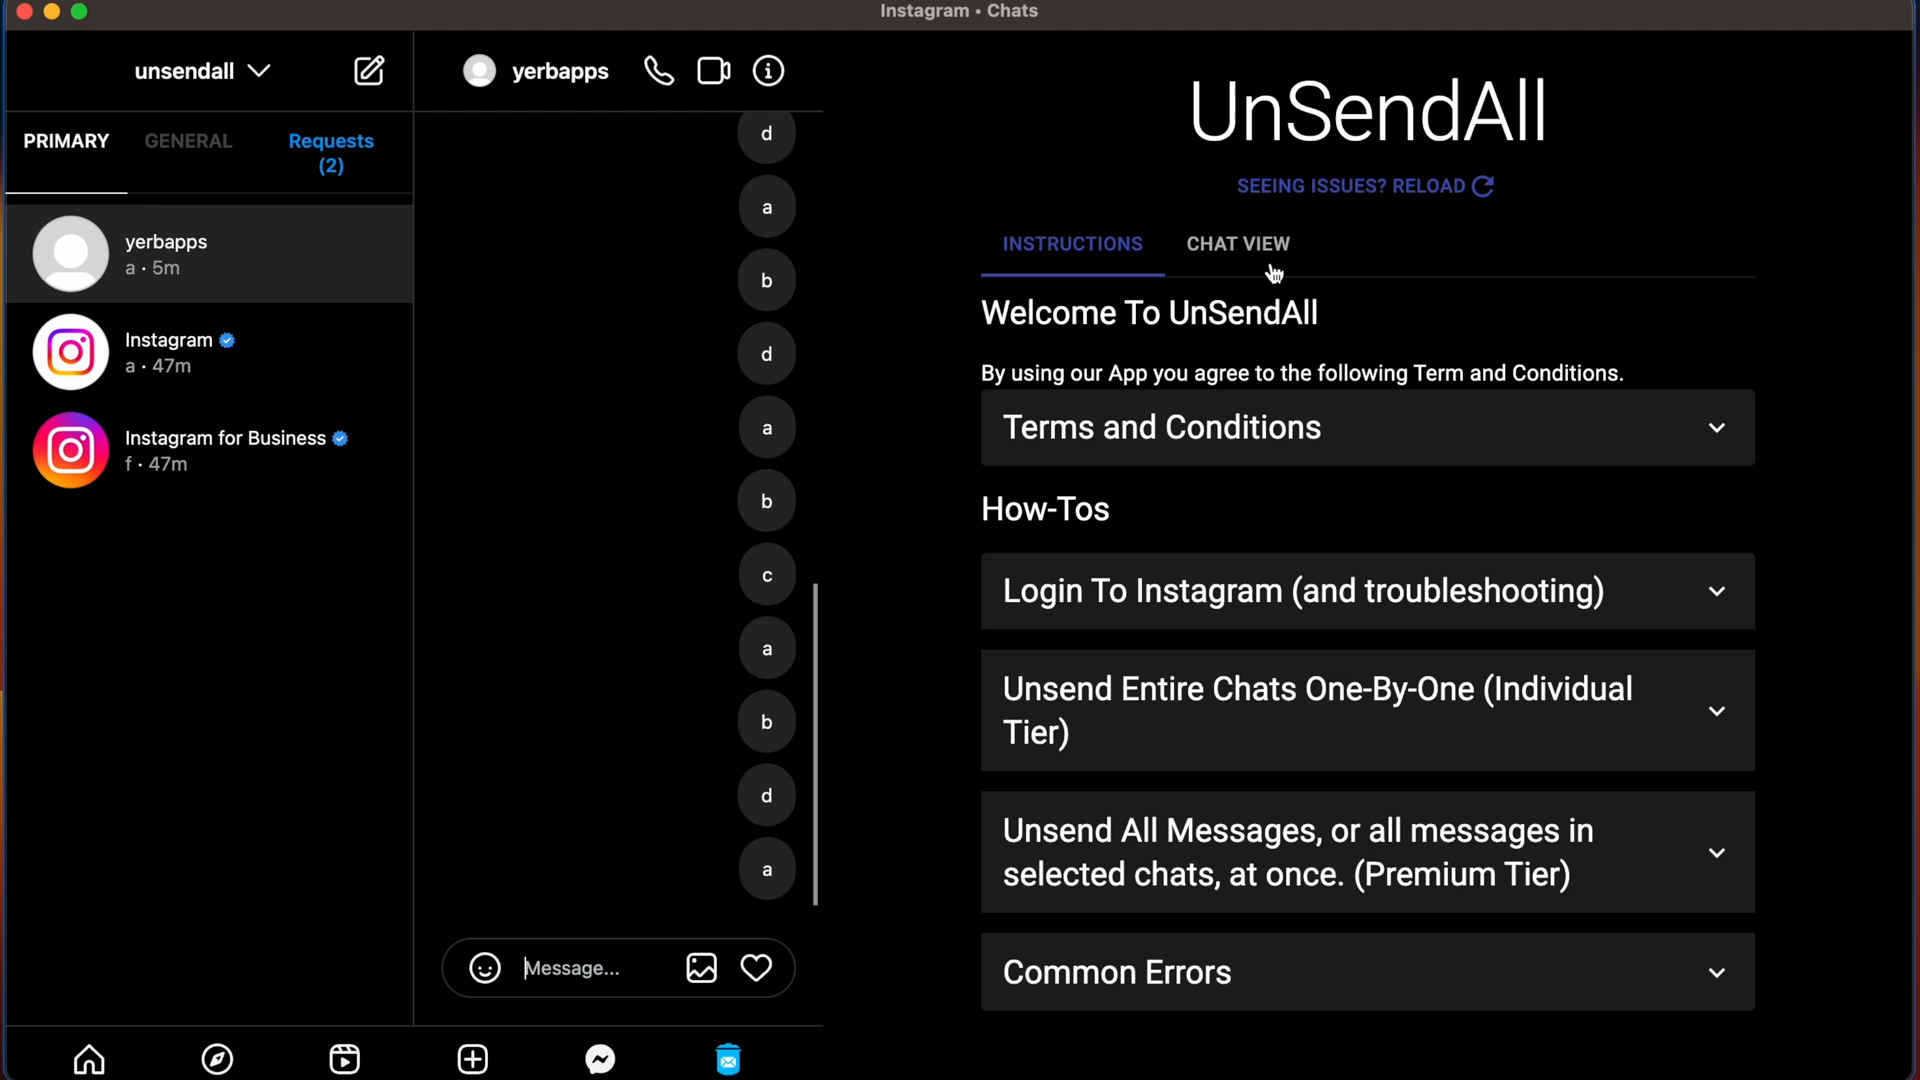 Instagram • Chats
unsendall
yerbapps
PRIMARY
GENERAL
Requests
(2)
yerbapps
a · 5m
Instagram
a · 47m
Instagram for Business
f · 47m
d
a
b
d
a
b
c
a
b
d
a
Message...
UnSendAll
SEEING ISSUES? RELOAD
INSTRUCTIONS
CHAT VIEW
Welcome To UnSendAll
By using our App you agree to the following Term and Conditions.
Terms and Conditions
How-Tos
Login To Instagram (and troubleshooting)
Unsend Entire Chats One-By-One (Individual
Tier)
Unsend All Messages, or all messages in
selected chats, at once. (Premium Tier)
Common Errors